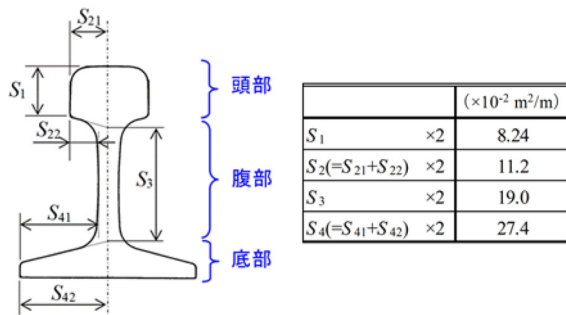 S21
S1
頭部
S22
S3
腹部
S41
底部
S42
(×10-2 m2/m)
S1 ×2 8.24
S2(=S21+S22) ×2 11.2
S3 ×2 19.0
S4(=S41+S42) ×2 27.4